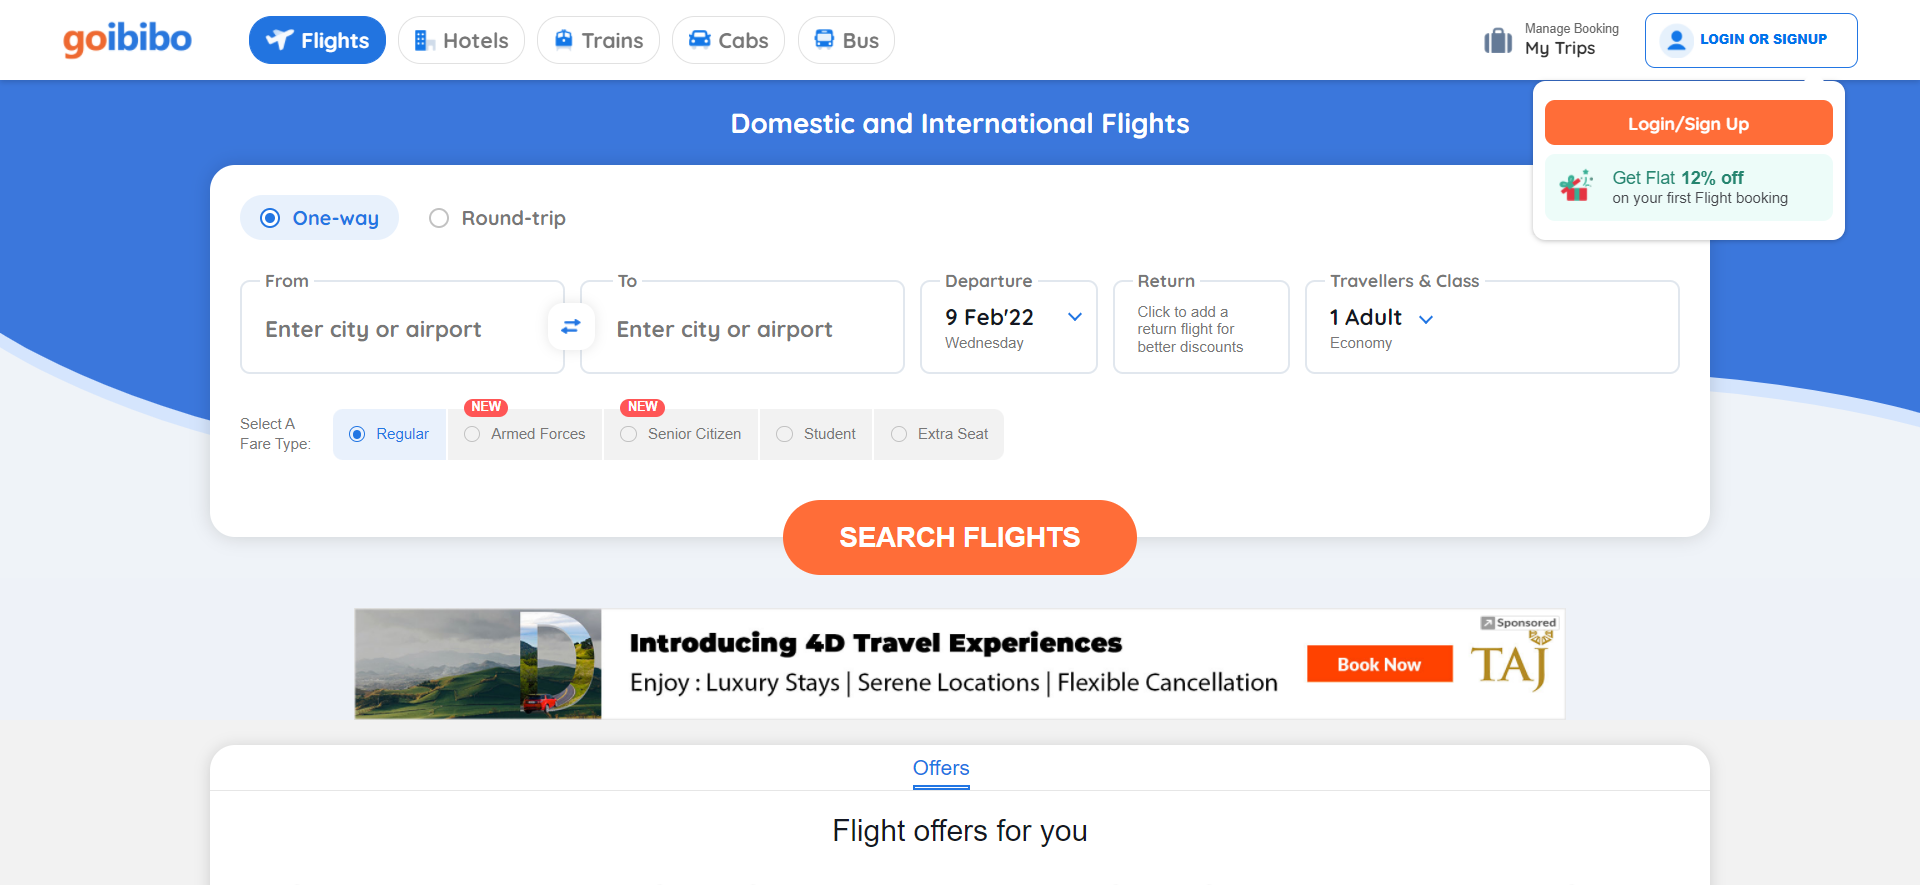 goibibo
Flights
Hotels
Trains
Cabs
Bus
Manage Booking
My Trips
LOGIN OR SIGNUP
Login/Sign Up
Get Flat 12% off
on your first Flight booking
Domestic and International Flights
One-way
Round-trip
From
Enter city or airport
To
Enter city or airport
Departure
9 Feb'22
Wednesday
Return
Click to add a
return flight for
better discounts
Travellers & Class
1 Adult
Economy
Select A
Fare Type:
Regular
NEW
Armed Forces
NEW
Senior Citizen
Student
Extra Seat
SEARCH FLIGHTS
D
Introducing 4D Travel Experiences
Enjoy : Luxury Stays | Serene Locations | Flexible Cancellation
Book Now
Sponsored
TAJ
Offers
Flight offers for you